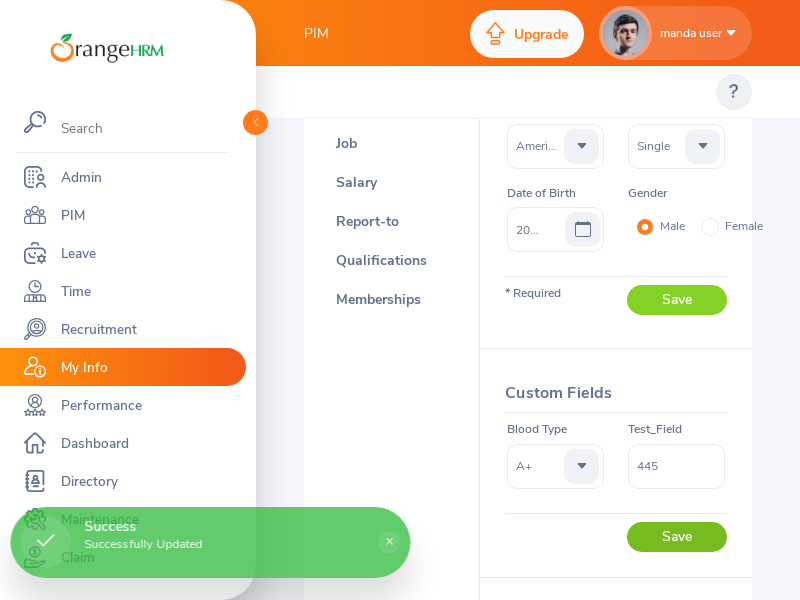 OrangeHRM
PIM
Upgrade
manda user
?
Search
Admin
PIM
Leave
Time
Recruitment
My Info
Performance
Dashboard
Directory
Maintenance
Claim
Success
Successfully Updated
×
Job
Salary
Report-to
Qualifications
Memberships
Ameri...
Single
Date of Birth
Gender
20...
Male
Female
* Required
Save
Custom Fields
Blood Type
Test_Field
A+
445
Save